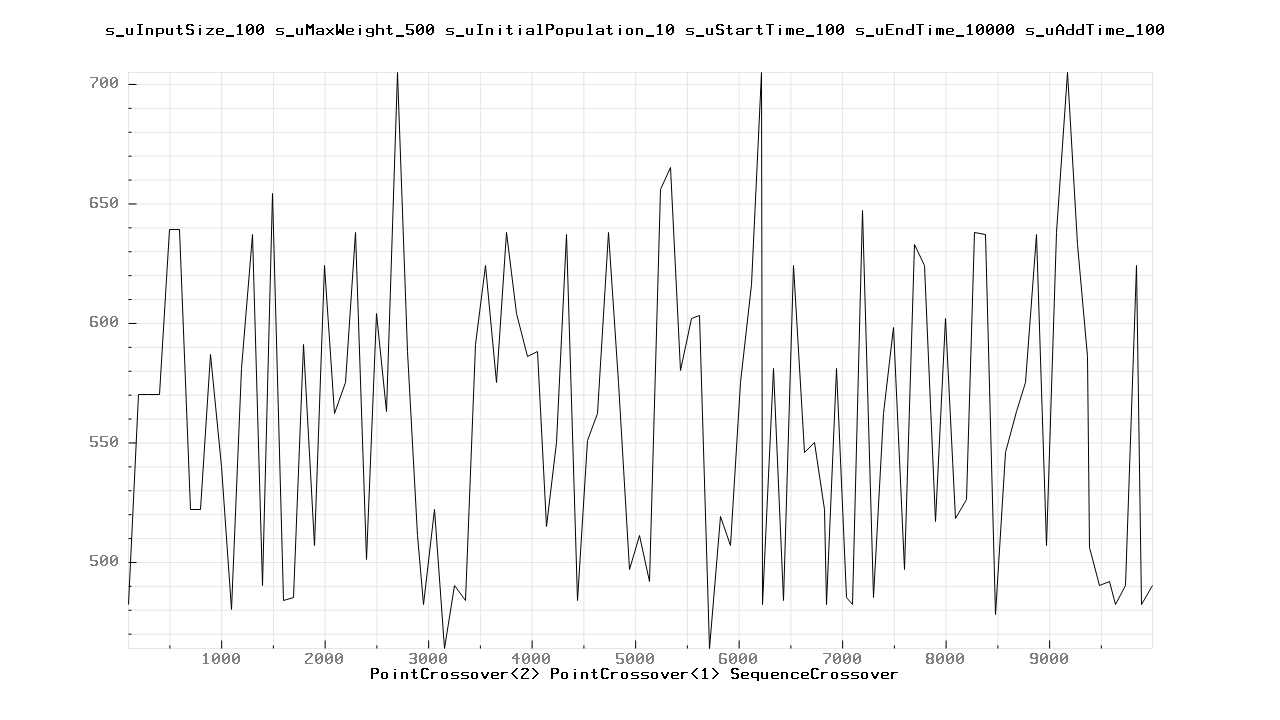 s_uInputSize_100 s_uMaxWeight_500 s_uInitialPopulation_10 s_uStartTime_100 s_uEndTime_10000 s_uAddTime_100
700
650
600
550
500
1000 2000 3000 4000 5000 6000 7000 8000 9000
PointCrossover<2> PointCrossover<1> SequenceCrossover